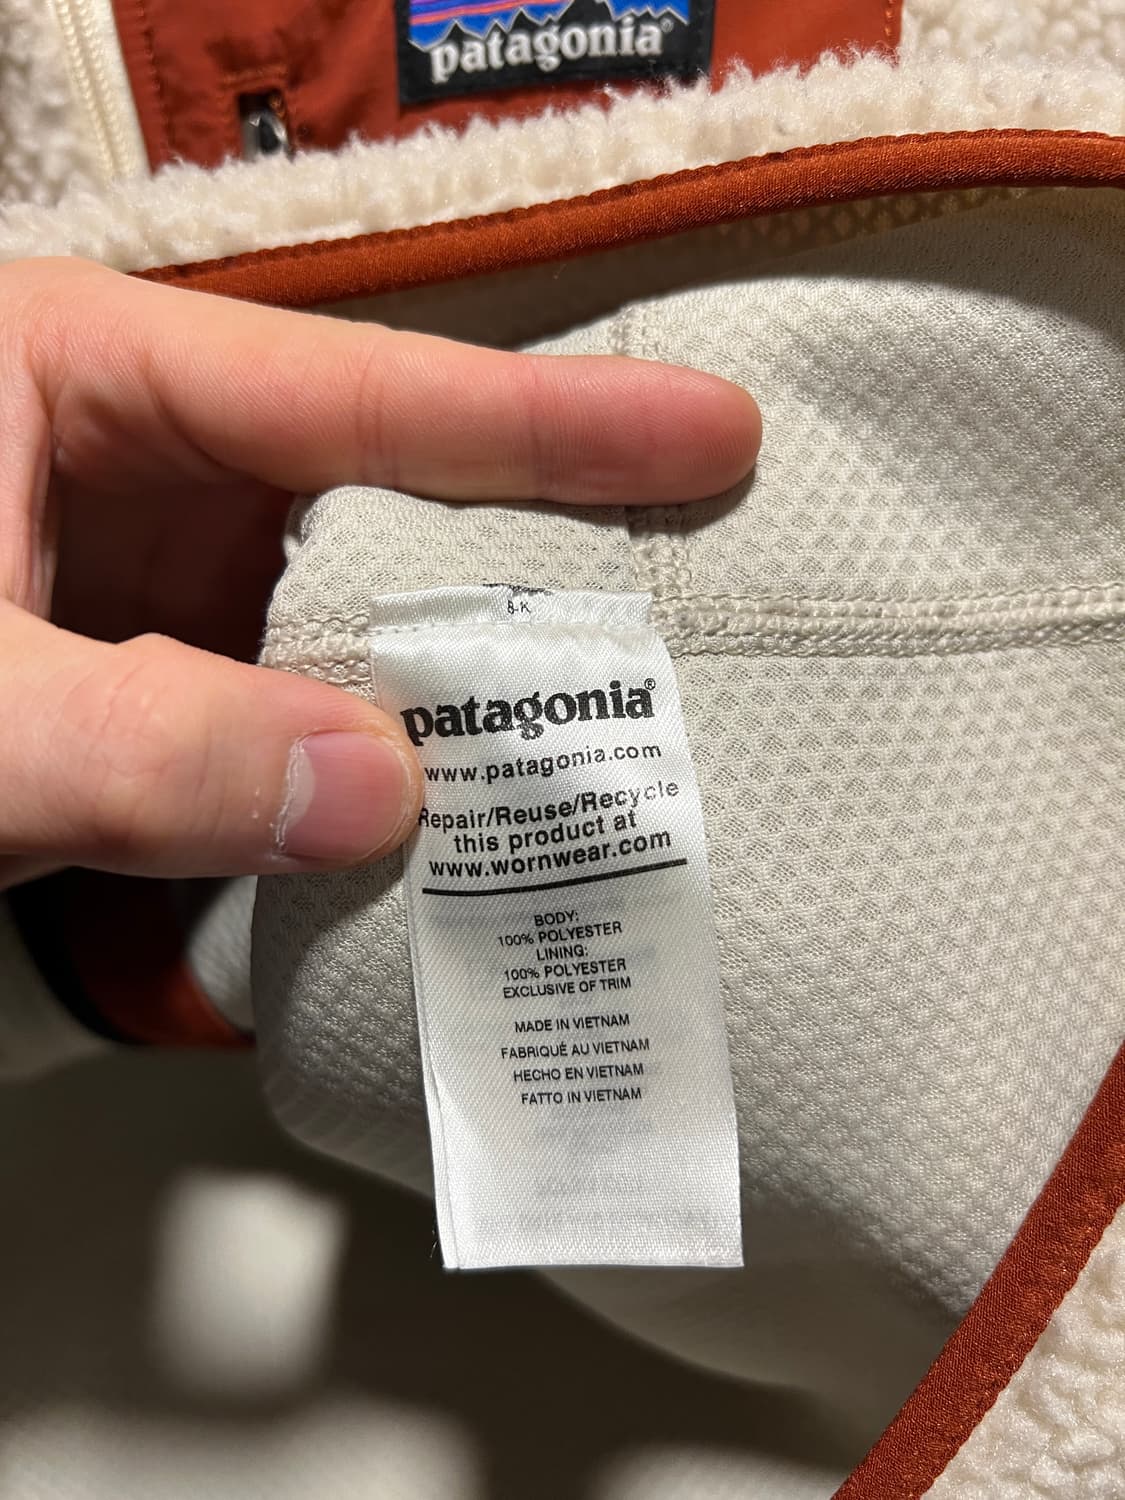 patagonia®
8-K
patagonia®
www.patagonia.com
Repair/Reuse/Recycle
this product at
www.wornwear.com
BODY:
100% POLYESTER
LINING:
100% POLYESTER
EXCLUSIVE OF TRIM
MADE IN VIETNAM
FABRIQUÉ AU VIETNAM
HECHO EN VIETNAM
FATTO IN VIETNAM